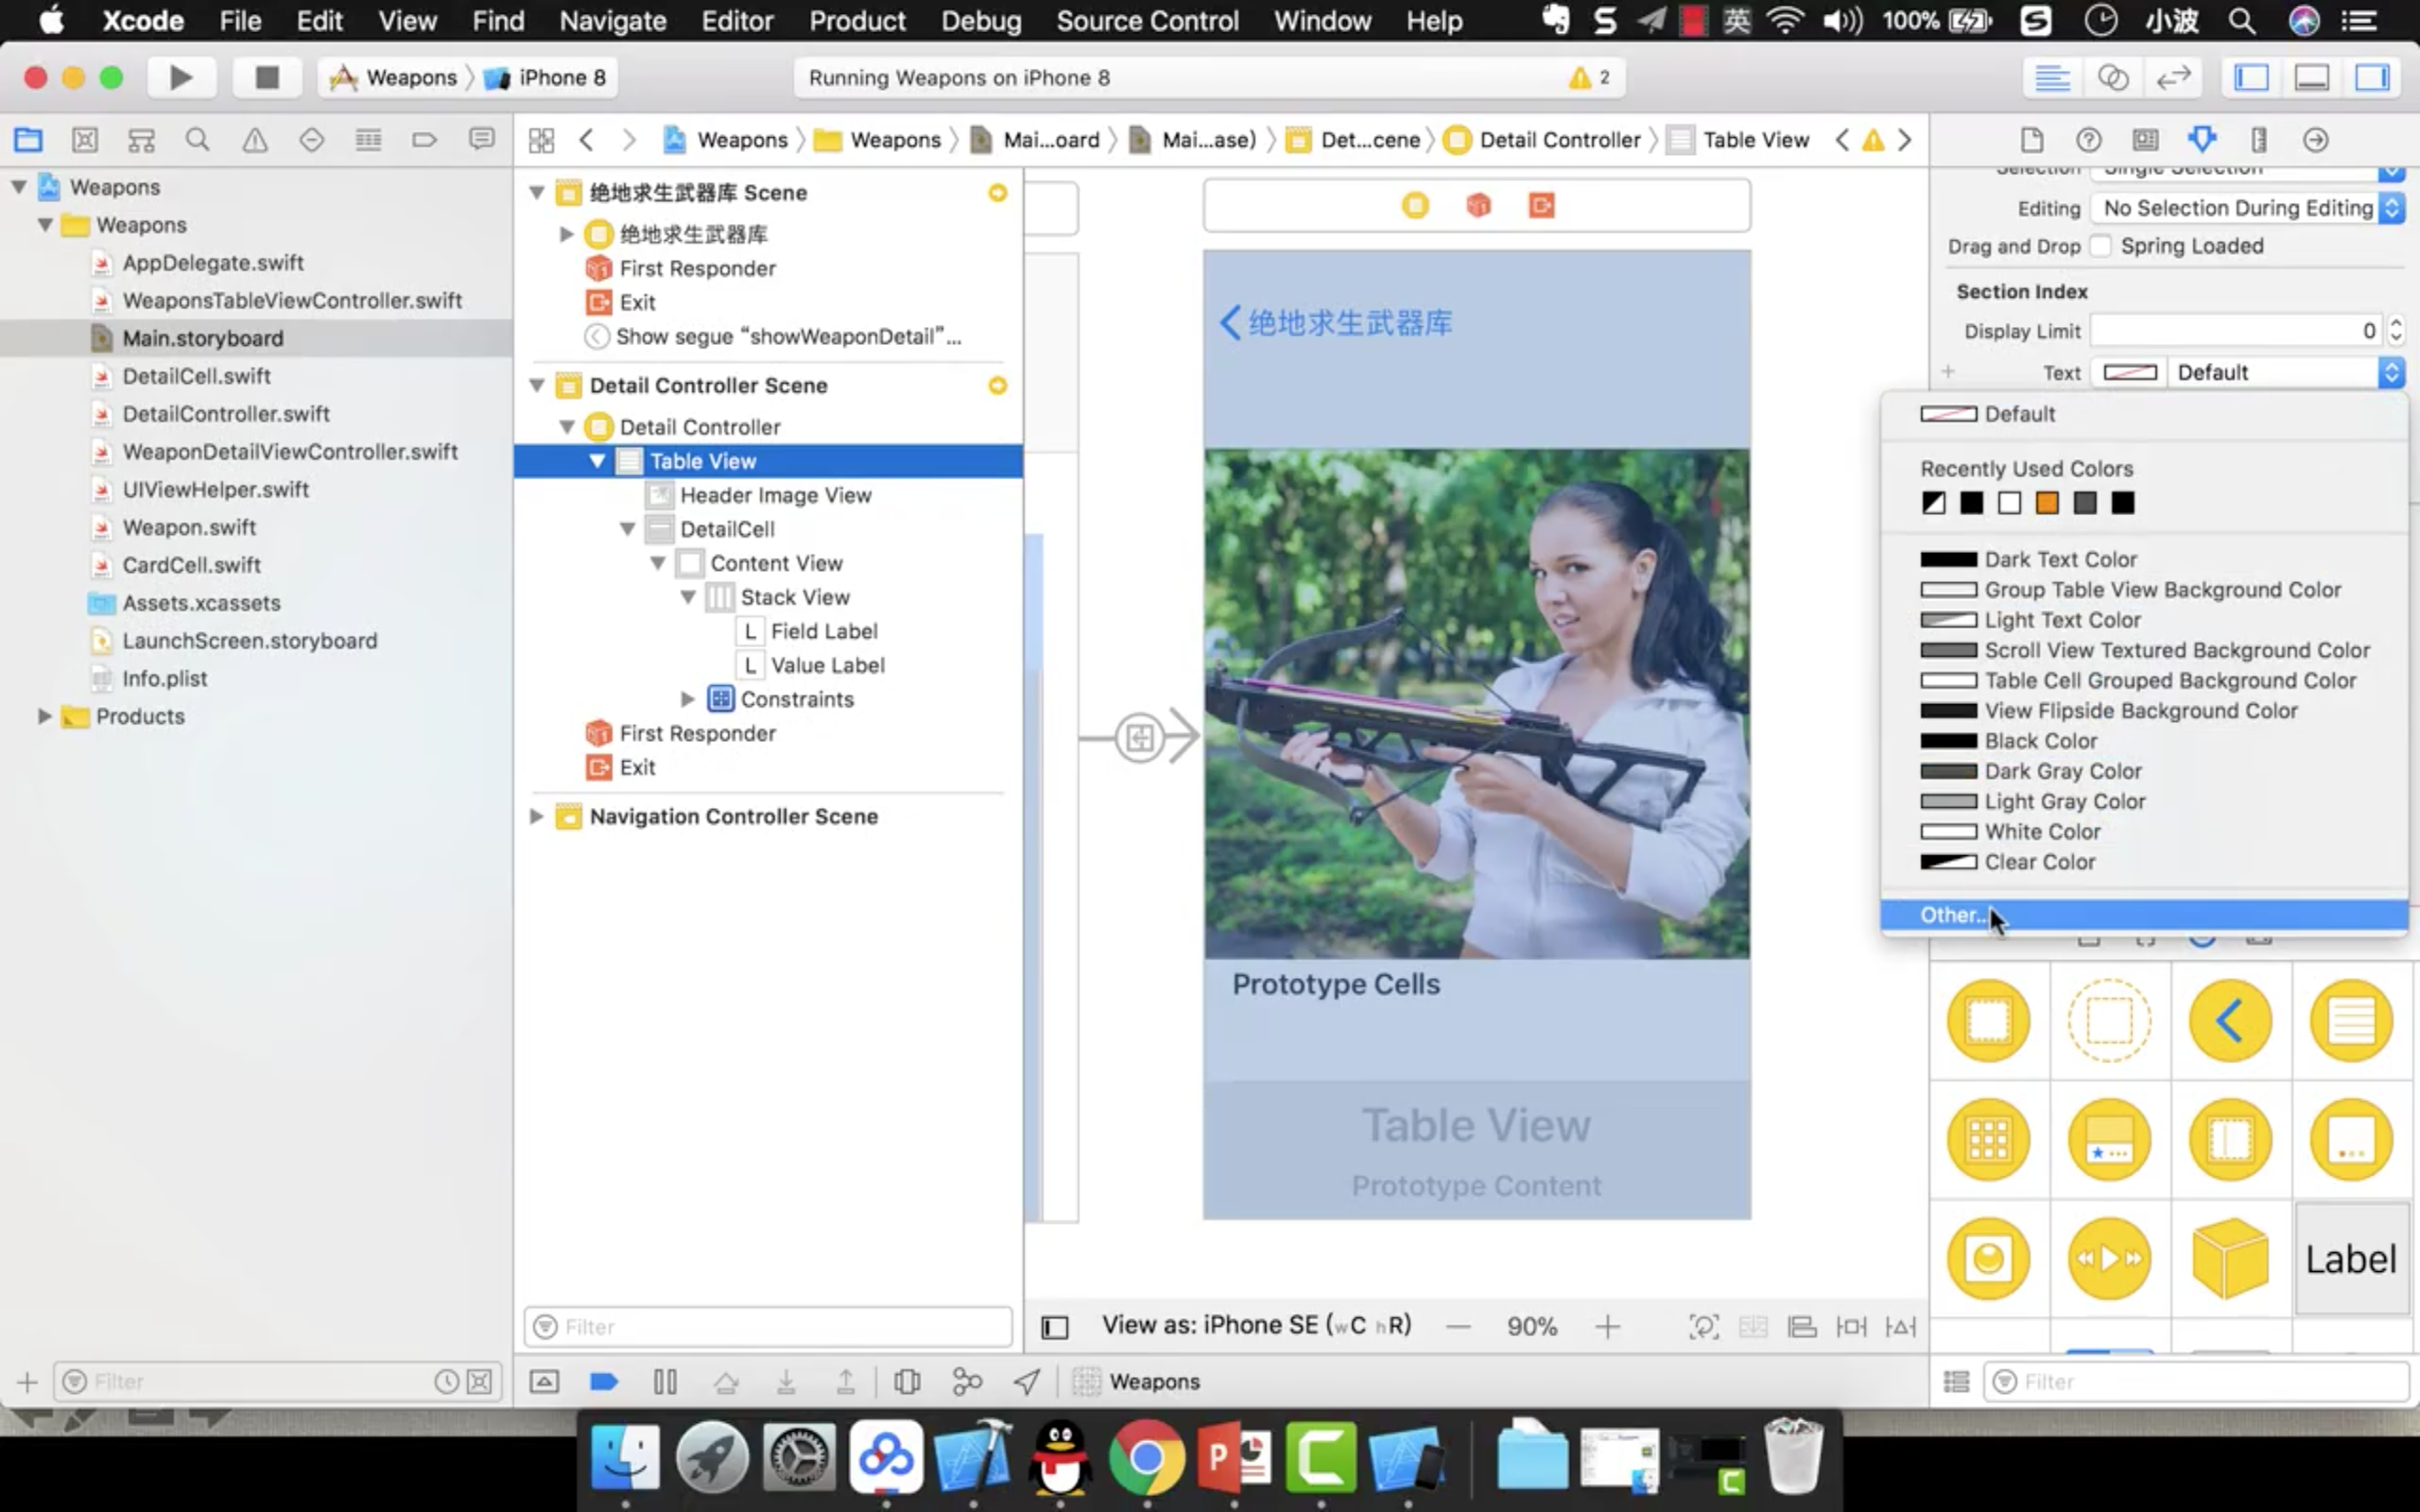 Xcode File Edit View Find Navigate Editor Product Debug Source Control Window Help 英 100% 小波
Weapons iPhone 8
Running Weapons on iPhone 8
2
Weapons Weapons Mai...oard Mai...ase) Det...cene Detail Controller Table View
Weapons
Weapons
AppDelegate.swift
WeaponsTableViewController.swift
Main.storyboard
DetailCell.swift
DetailController.swift
WeaponDetailViewController.swift
UIViewHelper.swift
Weapon.swift
CardCell.swift
Assets.xcassets
LaunchScreen.storyboard
Info.plist
Products
Filter
绝地求生武器库 Scene
绝地求生武器库
First Responder
Exit
Show segue “showWeaponDetail”...
Detail Controller Scene
Detail Controller
Table View
Header Image View
DetailCell
Content View
Stack View
L Field Label
L Value Label
Constraints
First Responder
Exit
Navigation Controller Scene
Filter
绝地求生武器库
Prototype Cells
Table View
Prototype Content
View as: iPhone SE (wC hR)
90%
Weapons
Selection Single Selection
Editing No Selection During Editing
Drag and Drop Spring Loaded
Section Index
Display Limit 0
Text Default
Default
Recently Used Colors
Dark Text Color
Group Table View Background Color
Light Text Color
Scroll View Textured Background Color
Table Cell Grouped Background Color
View Flipside Background Color
Black Color
Dark Gray Color
Light Gray Color
White Color
Clear Color
Other...
Label
Filter